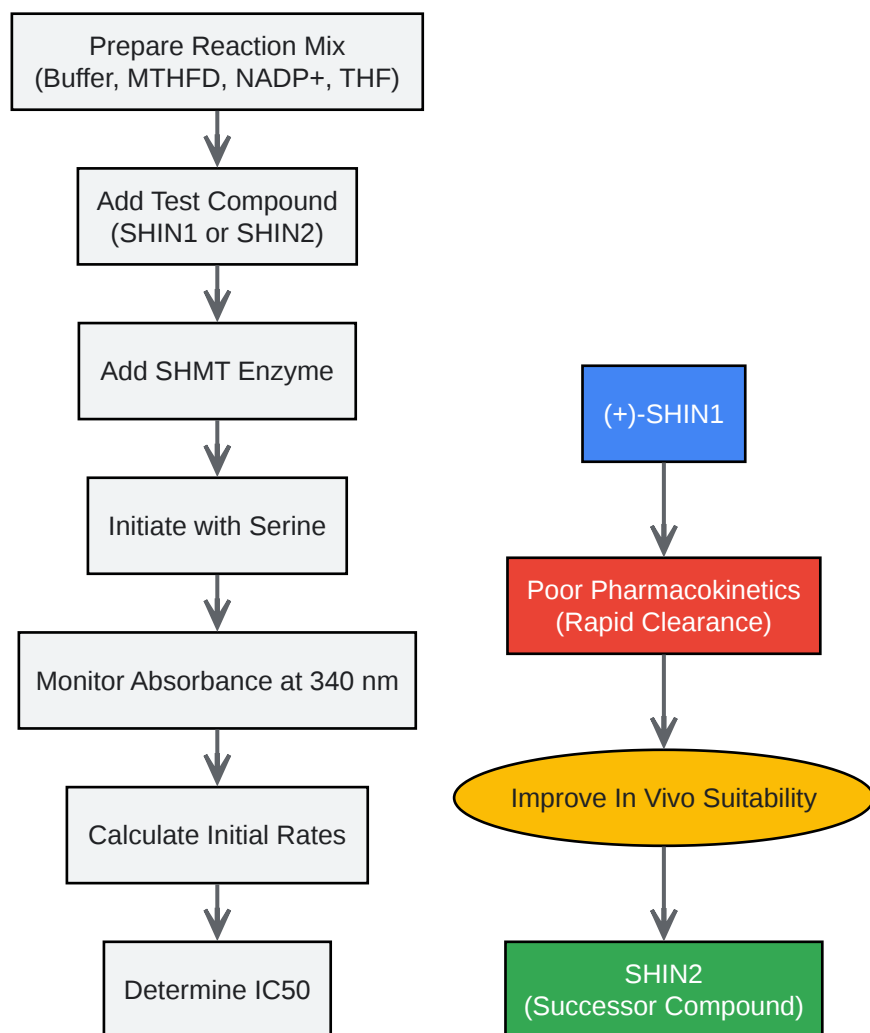 Prepare Reaction Mix
(Buffer, MTHFD, NADP+, THF)
Add Test Compound
(SHIN1 or SHIN2)
Add SHMT Enzyme
Initiate with Serine
Monitor Absorbance at 340 nm
Calculate Initial Rates
Determine IC50
(+)-SHIN1
Poor Pharmacokinetics
(Rapid Clearance)
Improve In Vivo Suitability
SHIN2
(Successor Compound)